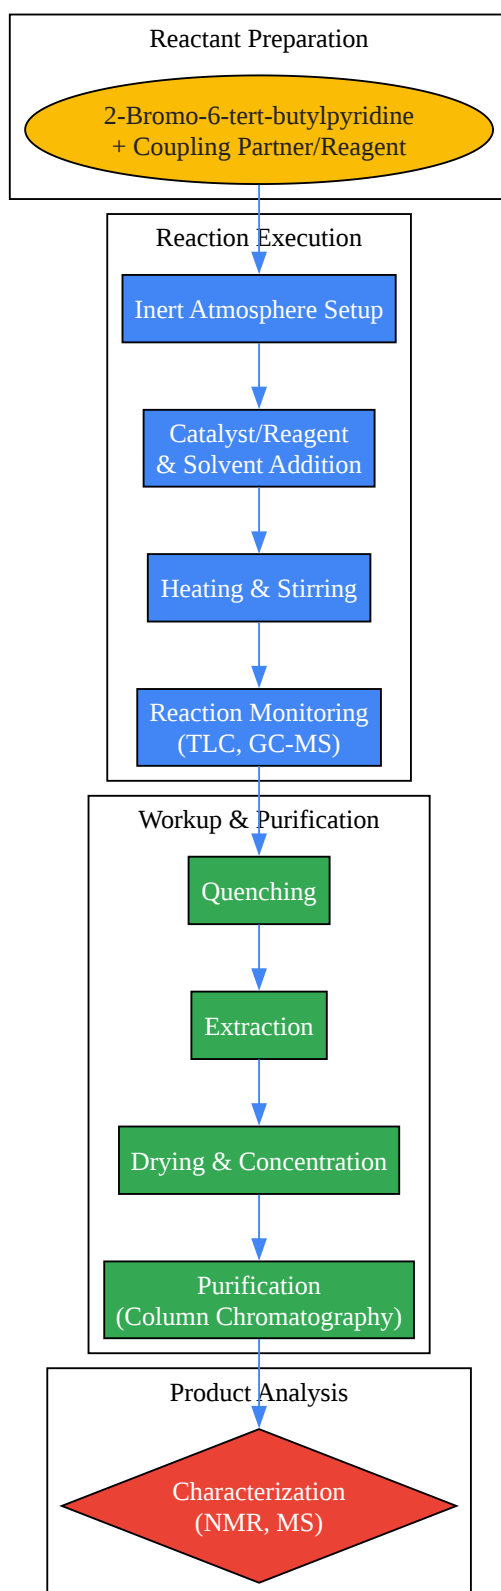 Reactant Preparation
2-Bromo-6-tert-butylpyridine
+ Coupling Partner/Reagent
Reaction Execution
Inert Atmosphere Setup
Catalyst/Reagent
& Solvent Addition
Heating & Stirring
Reaction Monitoring
(TLC, GC-MS)
Workup & Purification
Quenching
Extraction
Drying & Concentration
Purification
(Column Chromatography)
Product Analysis
Characterization
(NMR, MS)